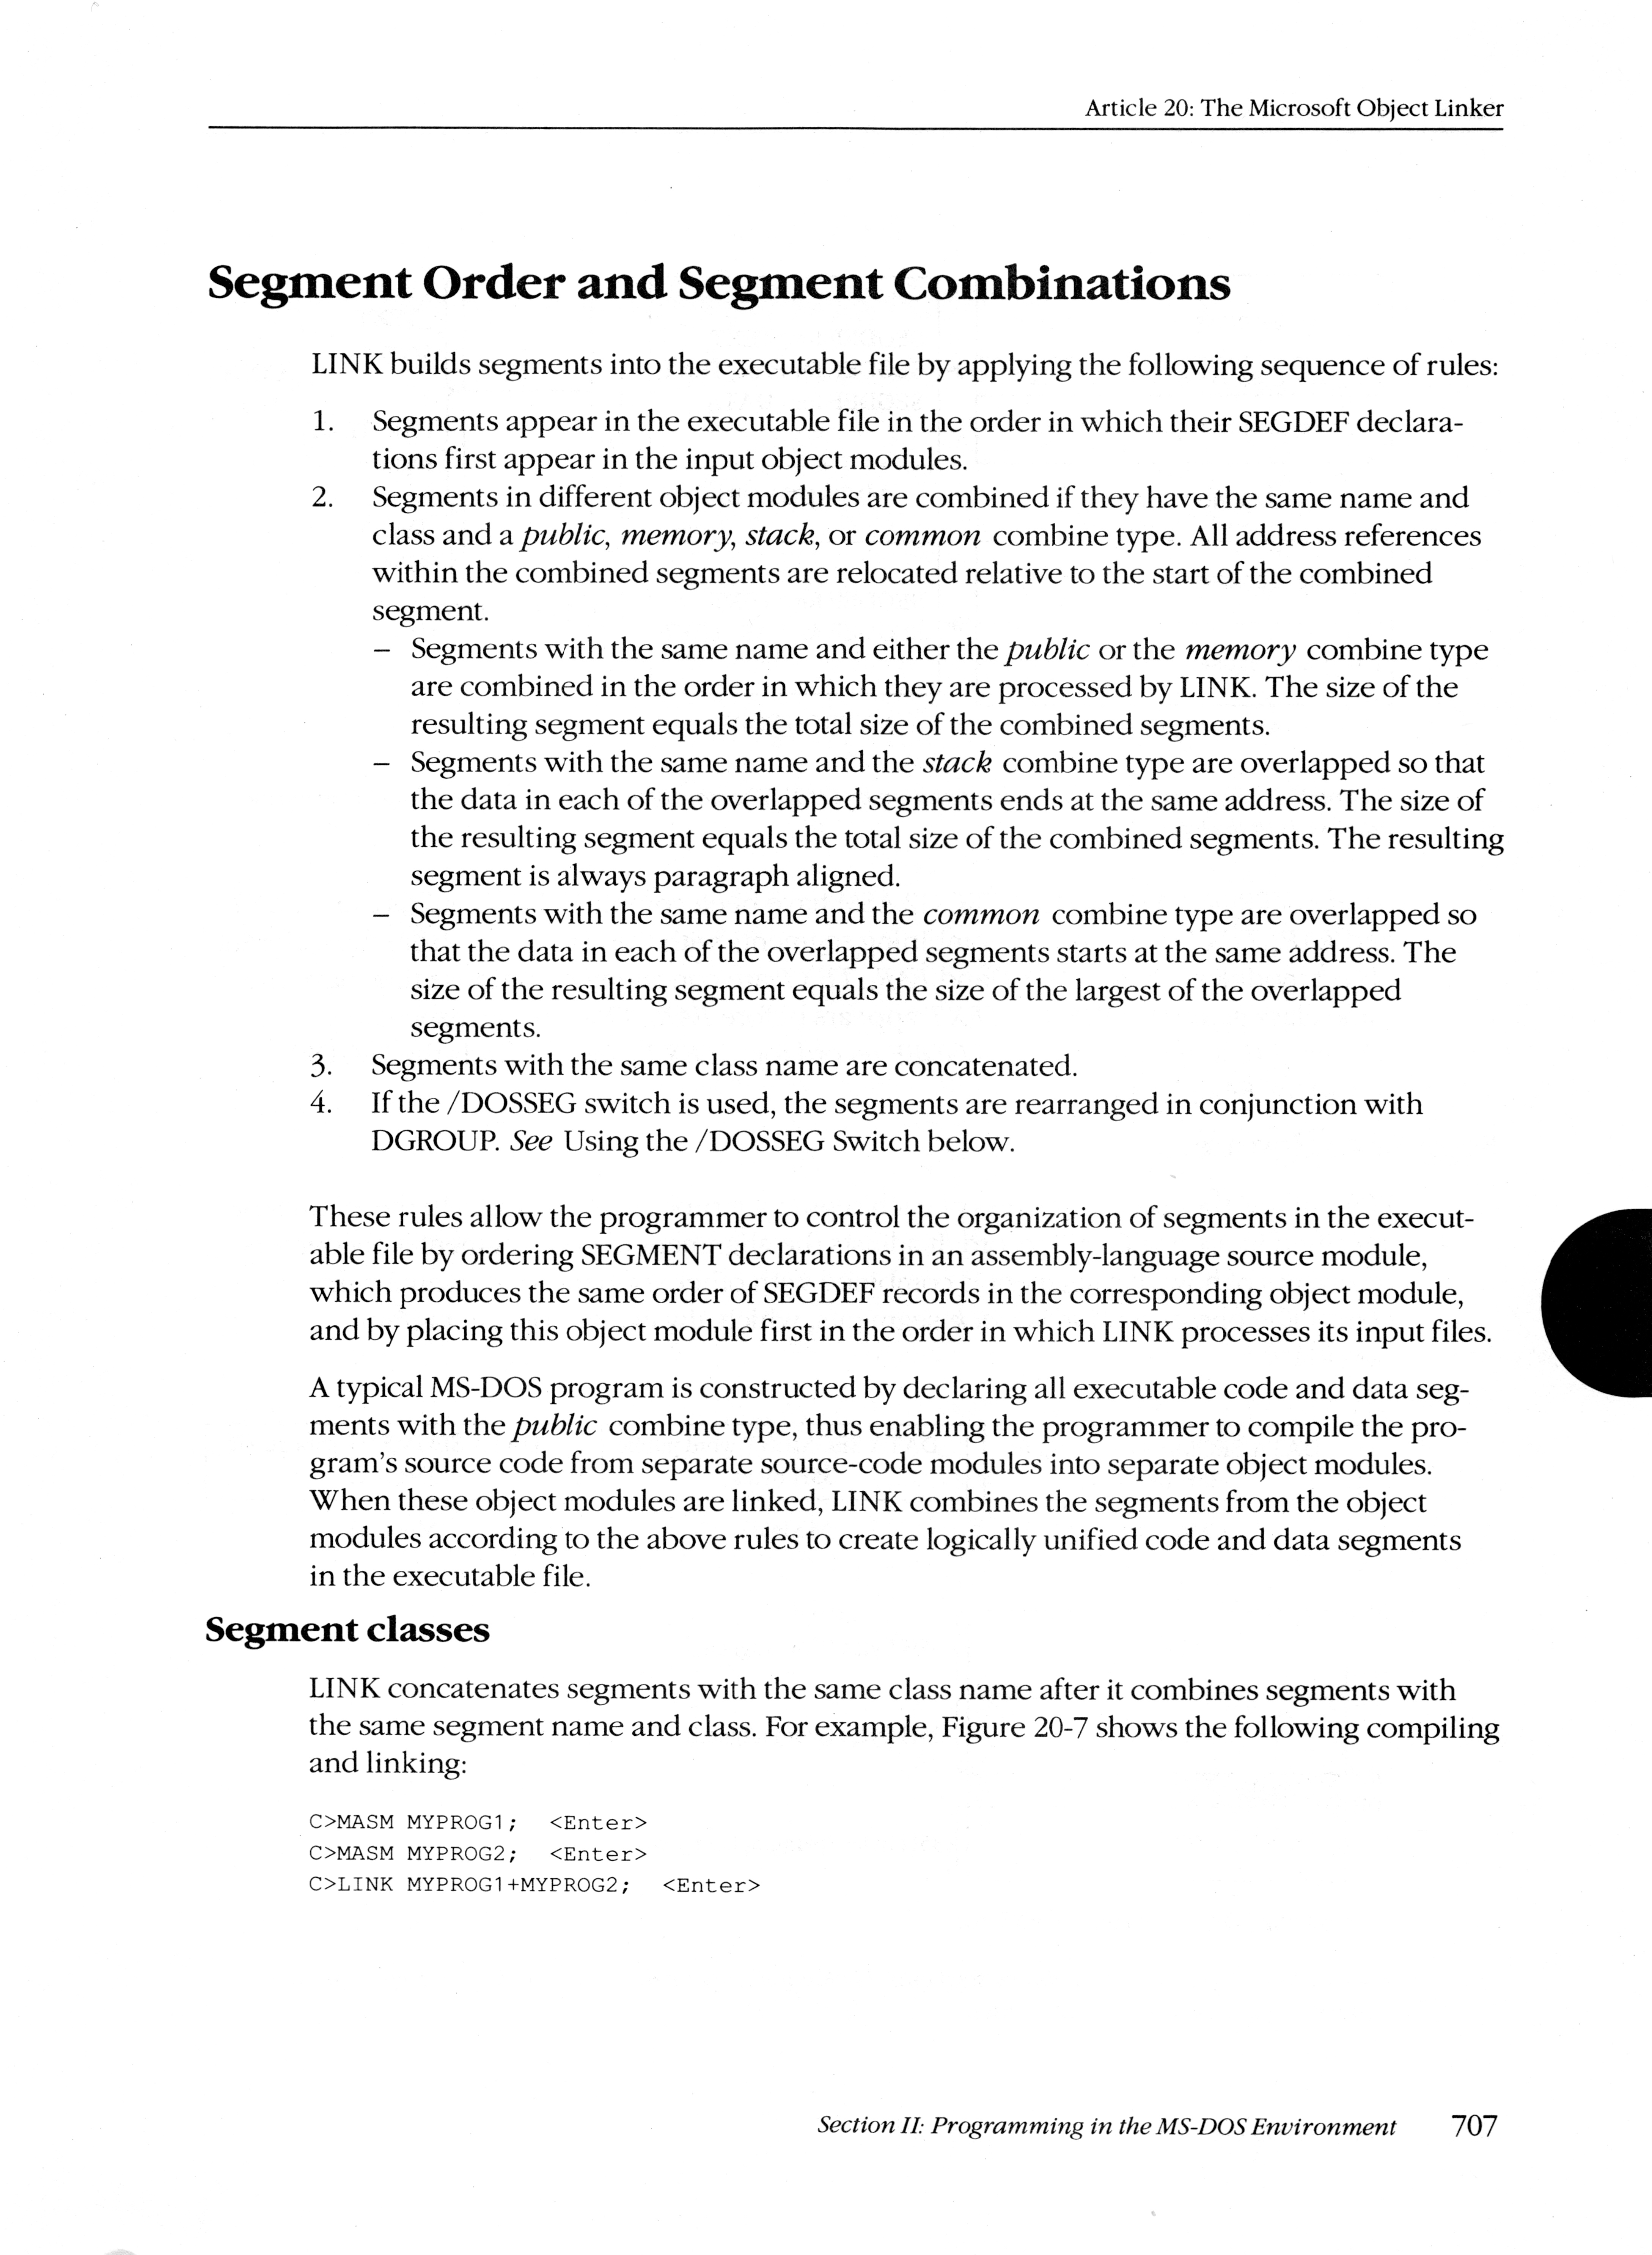 Article 20: The Microsoft Object Linker
Segment Order and Segment Combinations
LINK builds segments into the executable file by applying the following sequence of rules:
1. Segments appear in the executable file in the order in which their SEGDEF declara-
tions first appear in the input object modules.
2. Segments in different object modules are combined if they have the same name and
class and a public, memory, stack, or common combine type. All address references
within the combined segments are relocated relative to the start of the combined
segment.
– Segments with the same name and either the public or the memory combine type
are combined in the order in which they are processed by LINK. The size of the
resulting segment equals the total size of the combined segments.
– Segments with the same name and the stack combine type are overlapped so that
the data in each of the overlapped segments ends at the same address. The size of
the resulting segment equals the total size of the combined segments. The resulting
segment is always paragraph aligned.
– Segments with the same name and the common combine type are overlapped so
that the data in each of the overlapped segments starts at the same address. The
size of the resulting segment equals the size of the largest of the overlapped
segments.
3. Segments with the same class name are concatenated.
4. If the /DOSSEG switch is used, the segments are rearranged in conjunction with
DGROUP. See Using the /DOSSEG Switch below.
These rules allow the programmer to control the organization of segments in the execut-
able file by ordering SEGMENT declarations in an assembly-language source module,
which produces the same order of SEGDEF records in the corresponding object module,
and by placing this object module first in the order in which LINK processes its input files.
A typical MS-DOS program is constructed by declaring all executable code and data seg-
ments with the public combine type, thus enabling the programmer to compile the pro-
gram's source code from separate source-code modules into separate object modules.
When these object modules are linked, LINK combines the segments from the object
modules according to the above rules to create logically unified code and data segments
in the executable file.
Segment classes
LINK concatenates segments with the same class name after it combines segments with
the same segment name and class. For example, Figure 20-7 shows the following compiling
and linking:
C>MASM MYPROG1; <Enter>
C>MASM MYPROG2; <Enter>
C>LINK MYPROG1+MYPROG2; <Enter>
Section II: Programming in the MS-DOS Environment 707